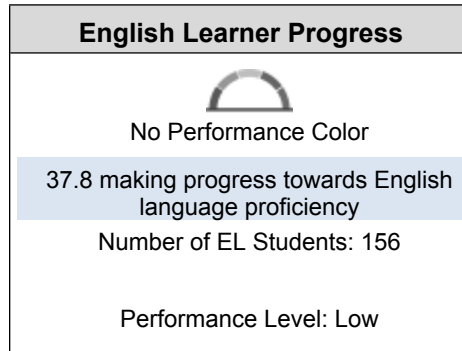 English Learner Progress
No Performance Color
37.8 making progress towards English
language proficiency
Number of EL Students: 156
Performance Level: Low